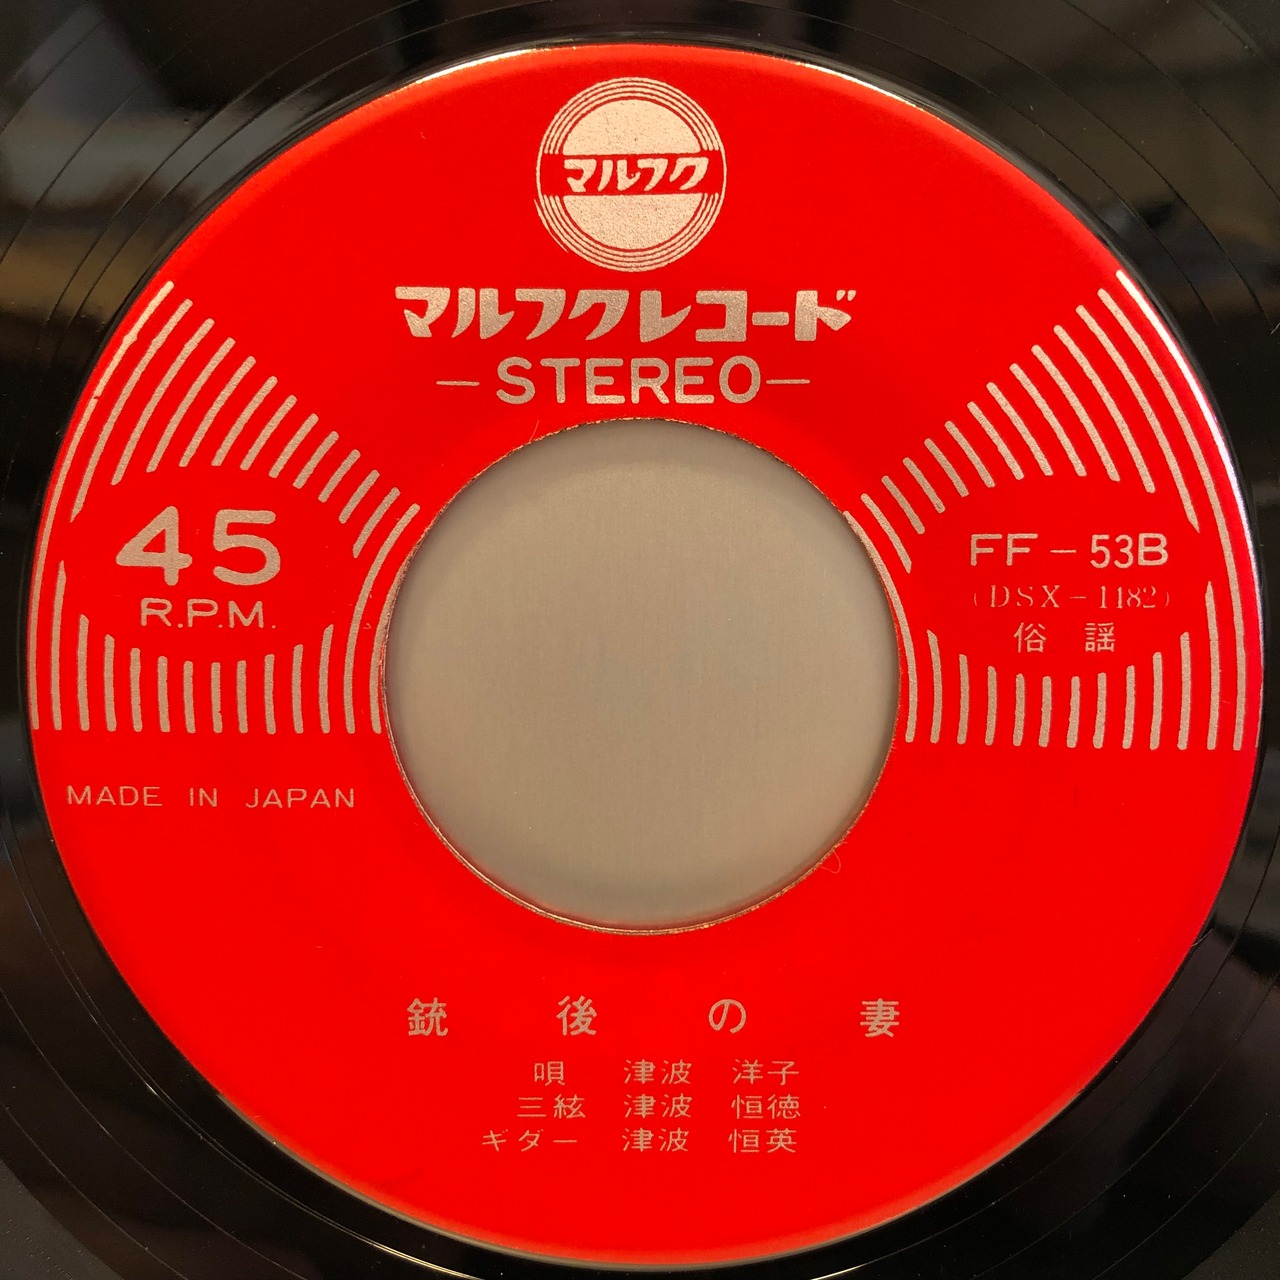 マルフク
マルフクレコード
—STEREO—
45
R.P.M.
FF－53B
(DSX－1182)
俗謡
MADE IN JAPAN
銃後の妻
唄 津波 洋子
三絃 津波 恒徳
ギダー 津波 恒英